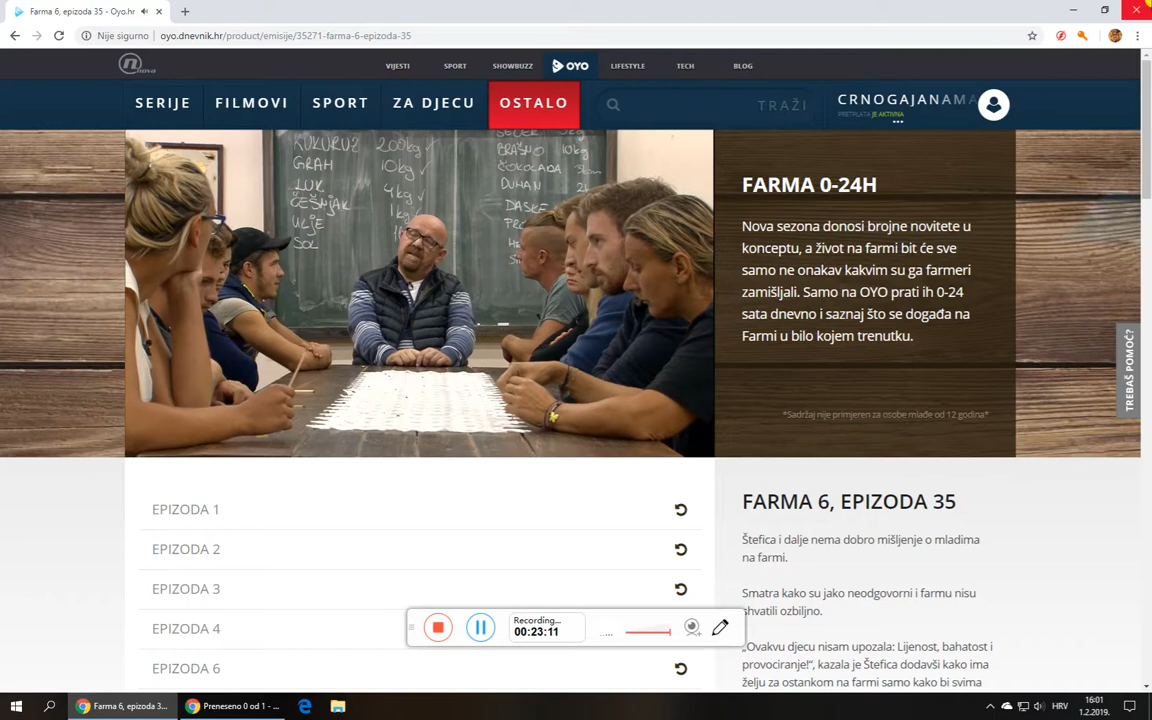 Farma 6, epizoda 35 - Oyo.hr
Nije sigurno
oyo.dnevnik.hr/product/emisije/35271-farma-6-epizoda-35
nova
VIJESTI SPORT SHOWBUZZ OYO LIFESTYLE TECH BLOG
SERIJE FILMOVI SPORT ZA DJECU OSTALO
TRAŽI
CRNOGAJANAMA
PRETPLATA JE AKTIVNA
KUKURUZ 200kg
GRAH 10kg
LUK 4kg
ČEŠNJAK 1kg
ULJE
SOL
BRAŠNO
ČOKOLADA
DUHAN
DASKE
FARMA 0-24H
Nova sezona donosi brojne novitete u
konceptu, a život na farmi bit će sve
samo ne onakav kakvim su ga farmeri
zamišljali. Samo na OYO prati ih 0-24
sata dnevno i saznaj što se događa na
Farmi u bilo kojem trenutku.
*Sadržaj nije primjeren za osobe mlađe od 12 godina*
TREBAŠ POMOĆ?
EPIZODA 1
EPIZODA 2
EPIZODA 3
EPIZODA 4
EPIZODA 6
FARMA 6, EPIZODA 35
Štefica i dalje nema dobro mišljenje o mladima
na farmi.
Smatra kako su jako neodgovorni i farmu nisu
shvatili ozbiljno.
„Ovakvu djecu nisam upozala: Lijenost, bahatost i
provociranje!", kazala je Štefica dodavši kako ima
želju za ostankom na farmi samo kako bi svima
Recording...
00:23:11
Farma 6, epizoda 3...
Preneseno 0 od 1 - ...
HRV
16:01
1.2.2019.